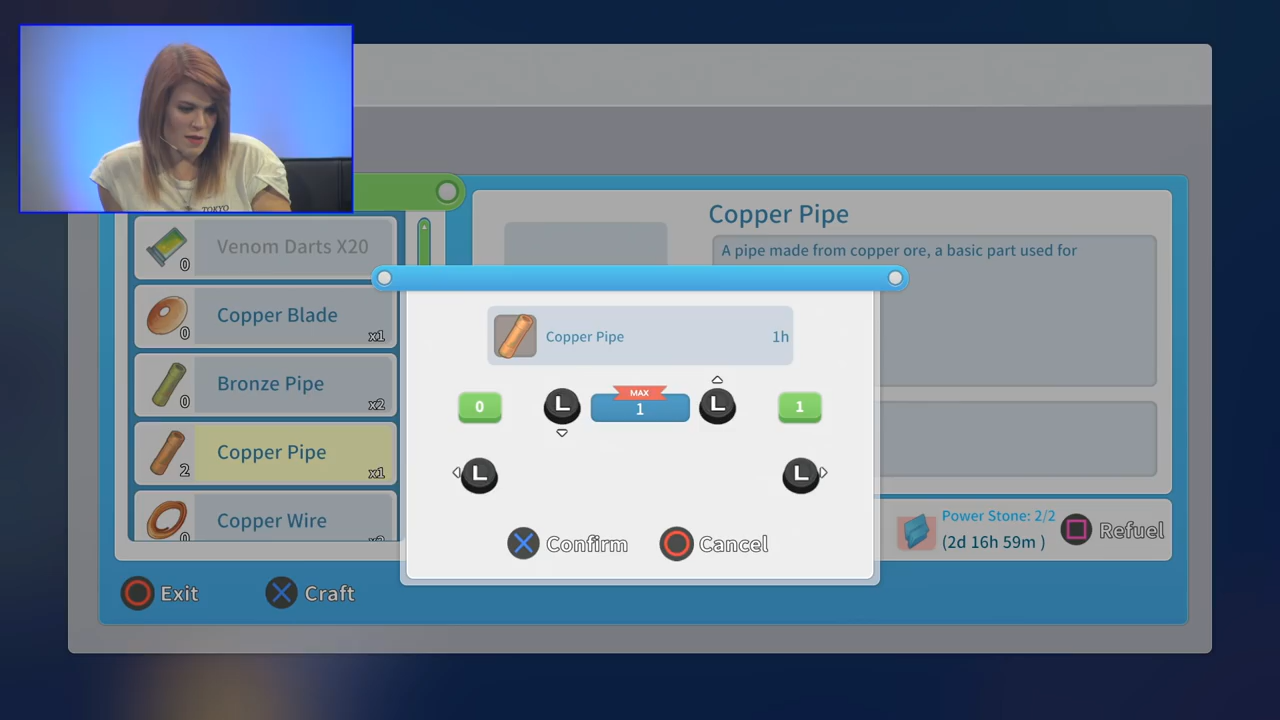 TOKYO
Venom Darts X20
0
Copper Blade
0
x1
Bronze Pipe
0
x2
Copper Pipe
2
x1
Copper Wire
Copper Pipe
A pipe made from copper ore, a basic part used for
Copper Pipe
1h
MAX
0
L
1
L
1
L
L
Confirm
Cancel
Power Stone: 2/2
(2d 16h 59m )
Refuel
Exit
Craft